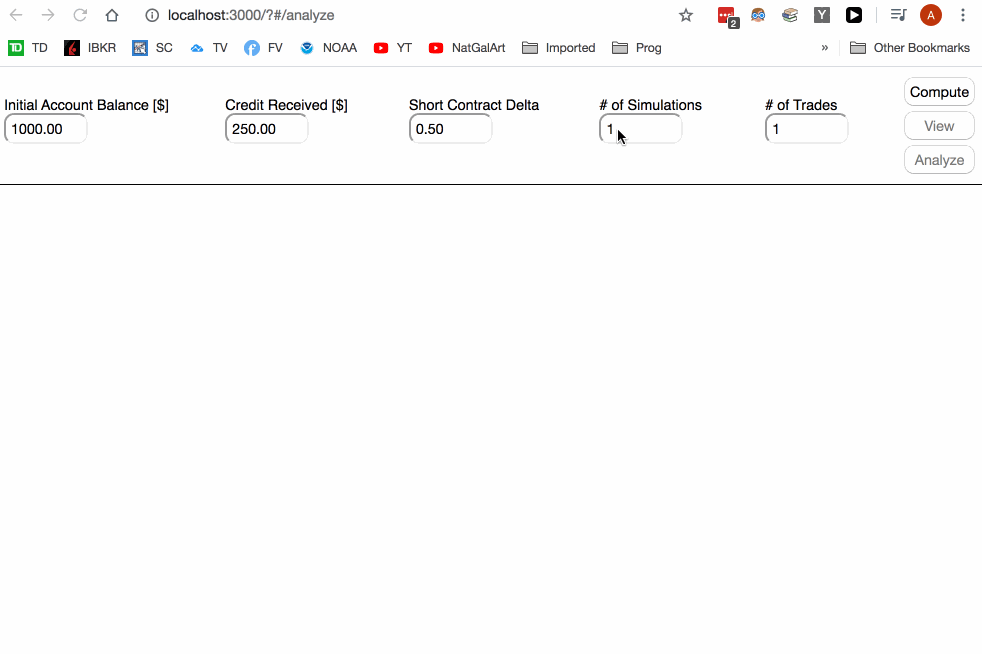 localhost:3000/?#/analyze
2
Y
A
TD TD IBKR SC TV FV NOAA YT NatGalArt Imported Prog » Other Bookmarks
Initial Account Balance [$] Credit Received [$] Short Contract Delta # of Simulations # of Trades
1000.00 250.00 0.50 1 1
Compute
View
Analyze